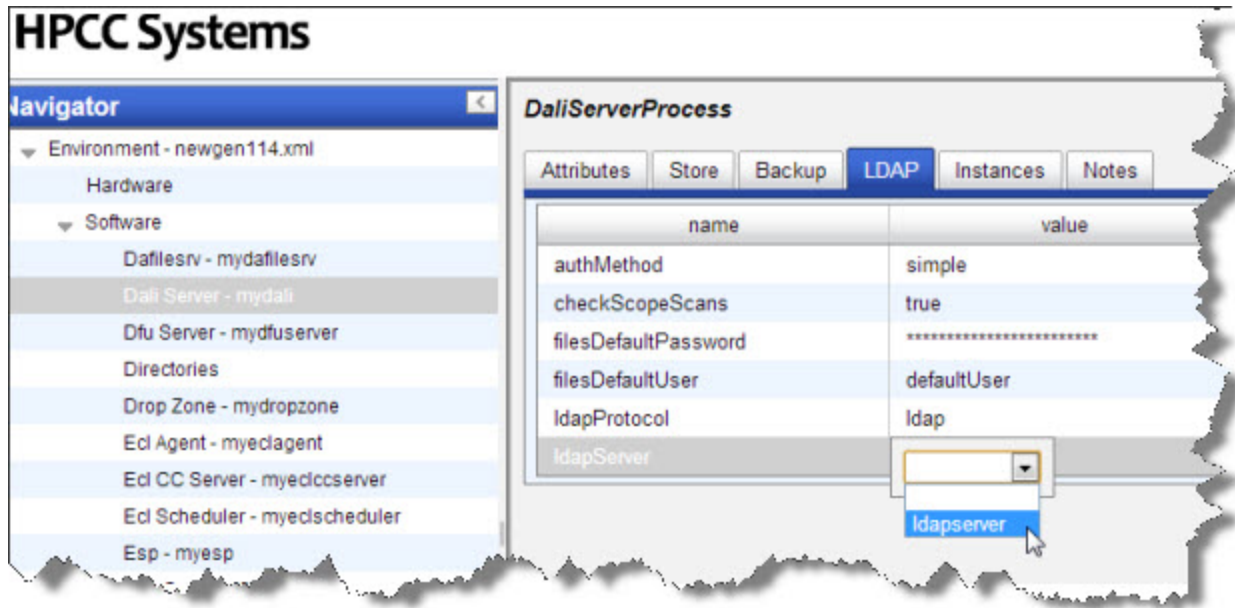 HPCC Systems
Navigator
Environment - newgen114.xml
Hardware
Software
Dafilesrv - mydafilesrv
Dali Server - mydali
Dfu Server - mydfuserver
Directories
Drop Zone - mydropzone
Ecl Agent - myeclagent
Ecl CC Server - myeclccserver
Ecl Scheduler - myeclscheduler
Esp - myesp
DaliServerProcess
Attributes Store Backup LDAP Instances Notes
name value
authMethod simple
checkScopeScans true
filesDefaultPassword ************************
filesDefaultUser defaultUser
ldapProtocol ldap
ldapServer
ldapserver